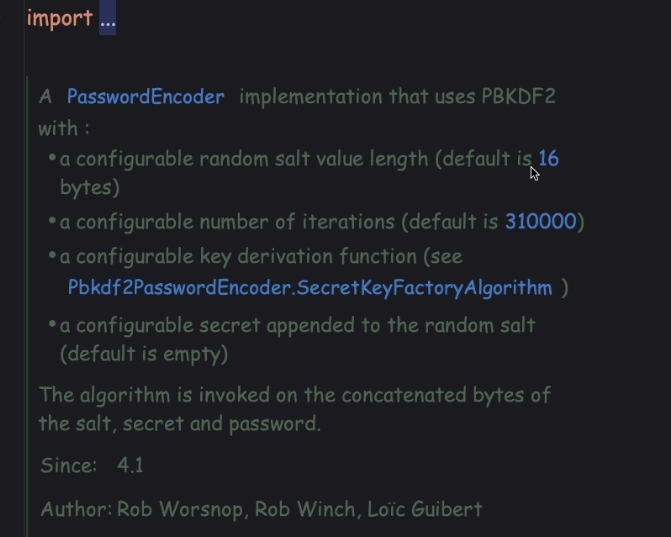 import ...
A PasswordEncoder implementation that uses PBKDF2
with :
• a configurable random salt value length (default is 16
bytes)
• a configurable number of iterations (default is 310000)
• a configurable key derivation function (see
Pbkdf2PasswordEncoder.SecretKeyFactoryAlgorithm )
• a configurable secret appended to the random salt
(default is empty)
The algorithm is invoked on the concatenated bytes of
the salt, secret and password.
Since: 4.1
Author: Rob Worsnop, Rob Winch, Loïc Guibert